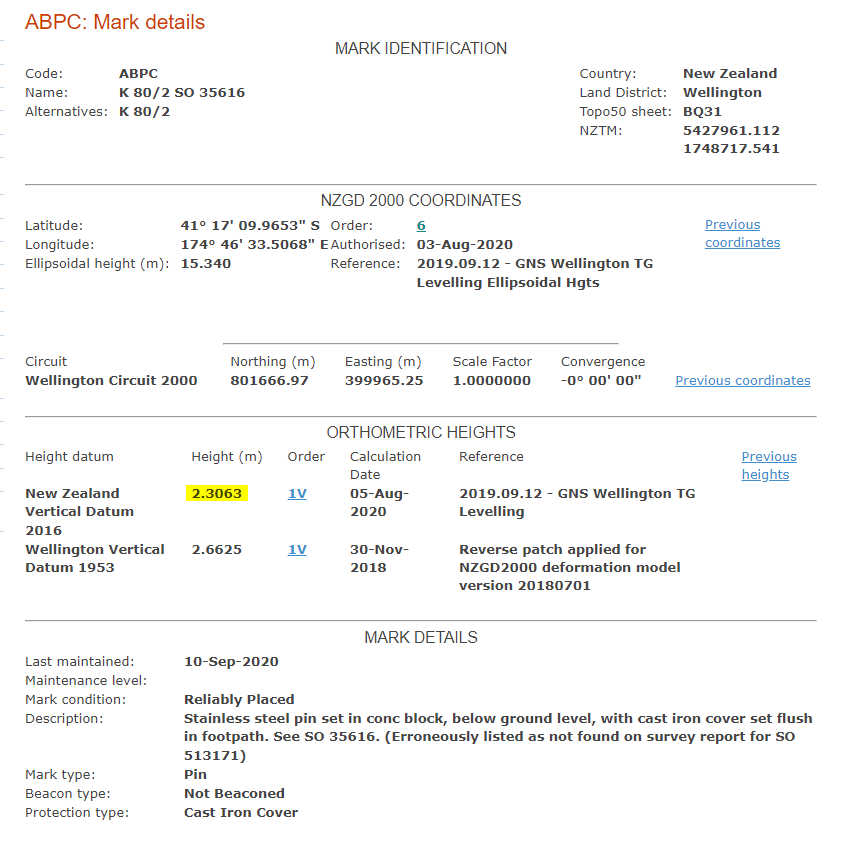 ABPC: Mark details
MARK IDENTIFICATION
Code: ABPC
Name: K 80/2 SO 35616
Alternatives: K 80/2
Country: New Zealand
Land District: Wellington
Topo50 sheet: BQ31
NZTM: 5427961.112
1748717.541
NZGD 2000 COORDINATES
Latitude: 41° 17' 09.9653" S
Longitude: 174° 46' 33.5068" E
Ellipsoidal height (m): 15.340
Order: 6
Authorised: 03-Aug-2020
Reference: 2019.09.12 - GNS Wellington TG
Levelling Ellipsoidal Hgts
Previous
coordinates
Circuit Northing (m) Easting (m) Scale Factor Convergence
Wellington Circuit 2000 801666.97 399965.25 1.0000000 -0° 00' 00" Previous coordinates
ORTHOMETRIC HEIGHTS
Height datum Height (m) Order Calculation Reference Previous
Date heights
New Zealand 2.3063 1V 05-Aug- 2019.09.12 - GNS Wellington TG
Vertical Datum 2020 Levelling
2016
Wellington Vertical 2.6625 1V 30-Nov- Reverse patch applied for
Datum 1953 2018 NZGD2000 deformation model
version 20180701
MARK DETAILS
Last maintained: 10-Sep-2020
Maintenance level:
Mark condition: Reliably Placed
Description: Stainless steel pin set in conc block, below ground level, with cast iron cover set flush
in footpath. See SO 35616. (Erroneously listed as not found on survey report for SO
513171)
Mark type: Pin
Beacon type: Not Beaconed
Protection type: Cast Iron Cover